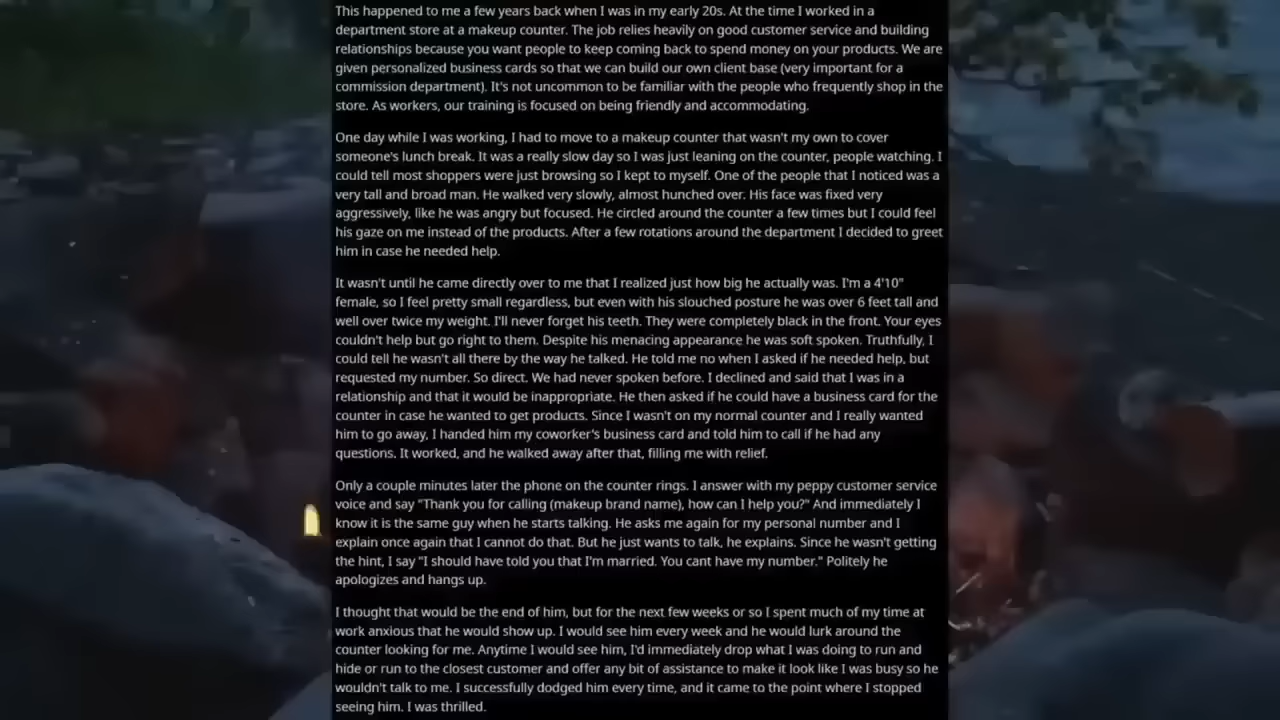 This happened to me a few years back when I was in my early 20s. At the time I worked in a
department store at a makeup counter. The job relies heavily on good customer service and building
relationships because you want people to keep coming back to spend money on your products. We are
given personalized business cards so that we can build our own client base (very important for a
commission department). It's not uncommon to be familiar with the people who frequently shop in the
store. As workers, our training is focused on being friendly and accommodating.
One day while I was working, I had to move to a makeup counter that wasn't my own to cover
someone's lunch break. It was a really slow day so I was just leaning on the counter, people watching. I
could tell most shoppers were just browsing so I kept to myself. One of the people that I noticed was a
very tall and broad man. He walked very slowly, almost hunched over. His face was fixed very
aggressively, like he was angry but focused. He circled around the counter a few times but I could feel
his gaze on me instead of the products. After a few rotations around the department I decided to greet
him in case he needed help.
It wasn't until he came directly over to me that I realized just how big he actually was. I'm a 4'10"
female, so I feel pretty small regardless, but even with his slouched posture he was over 6 feet tall and
well over twice my weight. I'll never forget his teeth. They were completely black in the front. Your eyes
couldn't help but go right to them. Despite his menacing appearance he was soft spoken. Truthfully, I
could tell he wasn't all there by the way he talked. He told me no when I asked if he needed help, but
requested my number. So direct. We had never spoken before. I declined and said that I was in a
relationship and that it would be inappropriate. He then asked if he could have a business card for the
counter in case he wanted to get products. Since I wasn't on my normal counter and I really wanted
him to go away, I handed him my coworker's business card and told him to call if he had any
questions. It worked, and he walked away after that, filling me with relief.
Only a couple minutes later the phone on the counter rings. I answer with my peppy customer service
voice and say "Thank you for calling (makeup brand name), how can I help you?" And immediately I
know it is the same guy when he starts talking. He asks me again for my personal number and I
explain once again that I cannot do that. But he just wants to talk, he explains. Since he wasn't getting
the hint, I say "I should have told you that I'm married. You cant have my number." Politely he
apologizes and hangs up.
I thought that would be the end of him, but for the next few weeks or so I spent much of my time at
work anxious that he would show up. I would see him every week and he would lurk around the
counter looking for me. Anytime I would see him, I'd immediately drop what I was doing to run and
hide or run to the closest customer and offer any bit of assistance to make it look like I was busy so he
wouldn't talk to me. I successfully dodged him every time, and it came to the point where I stopped
seeing him. I was thrilled.